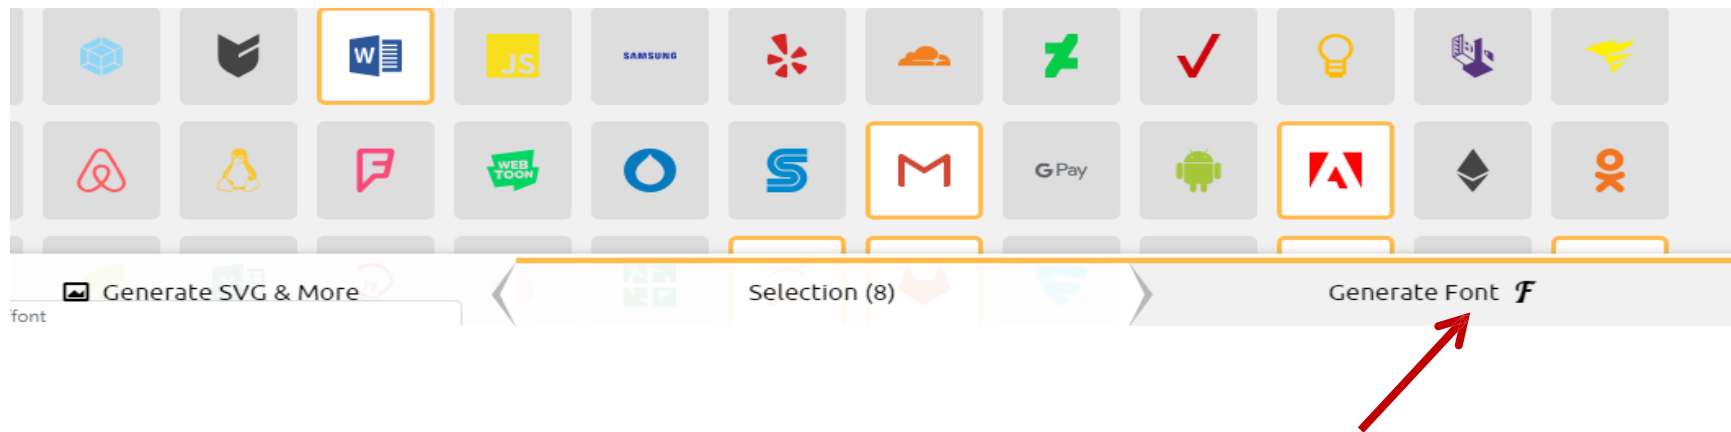 W
JS
SAMSUNG
WEB
TOON
G Pay
Generate SVG & More
Selection (8)
Generate Font F
font